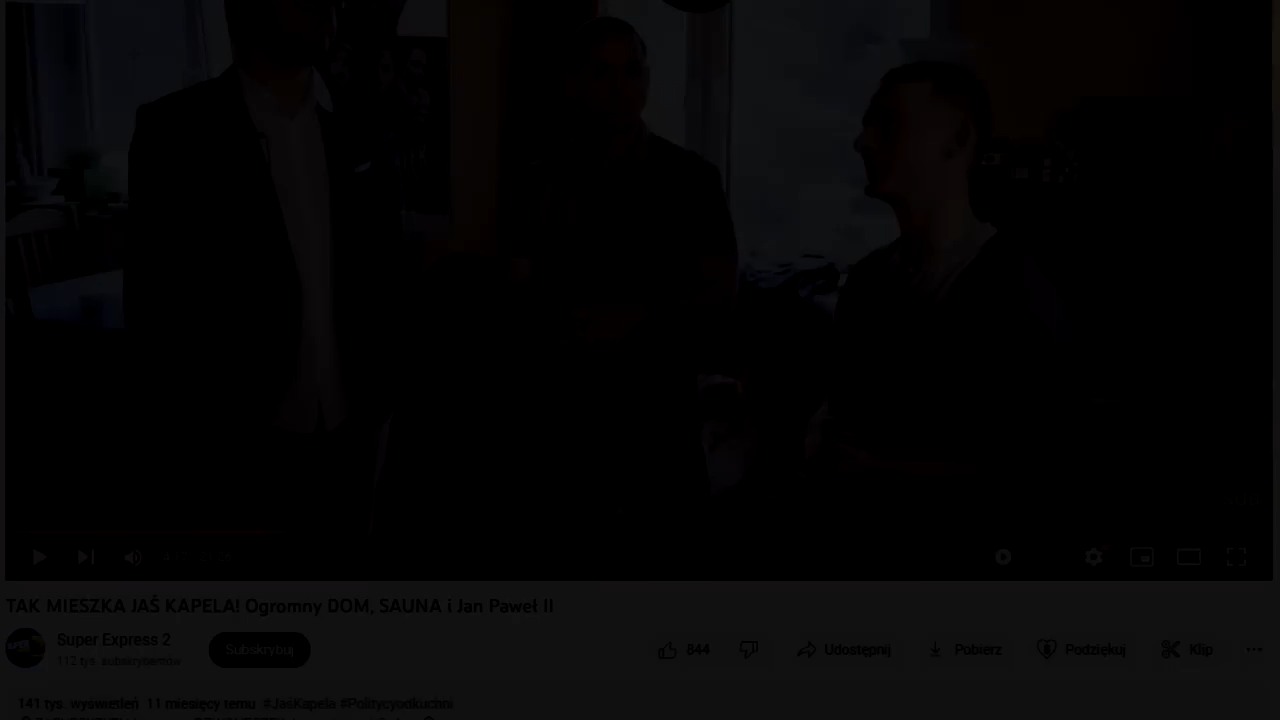 TAK MIESZKA JAŚ KAPELA! Ogromny DOM, SAUNA i Jan Paweł II
Super Express 2
112 tys. subskrybentów
Subskrybuj
844
Udostępnij
Pobierz
Podziękuj
Klip
141 tys. wyświetleń 11 miesięcy temu #JaśKapela #Politycyodkuchni